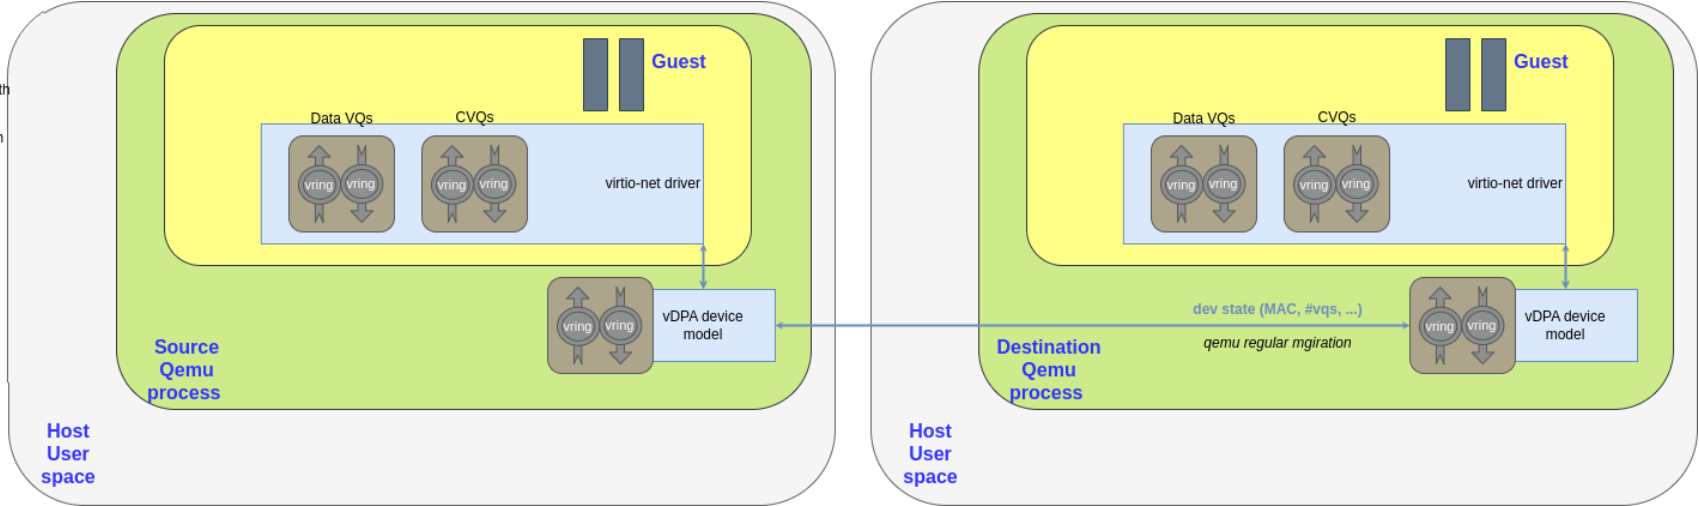 th
n
Guest
Data VQs
CVQs
vring
vring
vring
vring
virtio-net driver
vring
vring
vDPA device
model
Source
Qemu
process
Host
User
space
Guest
Data VQs
CVQs
vring
vring
vring
vring
virtio-net driver
dev state (MAC, #vqs, ...)
qemu regular mgiration
vring
vring
vDPA device
model
Destination
Qemu
process
Host
User
space